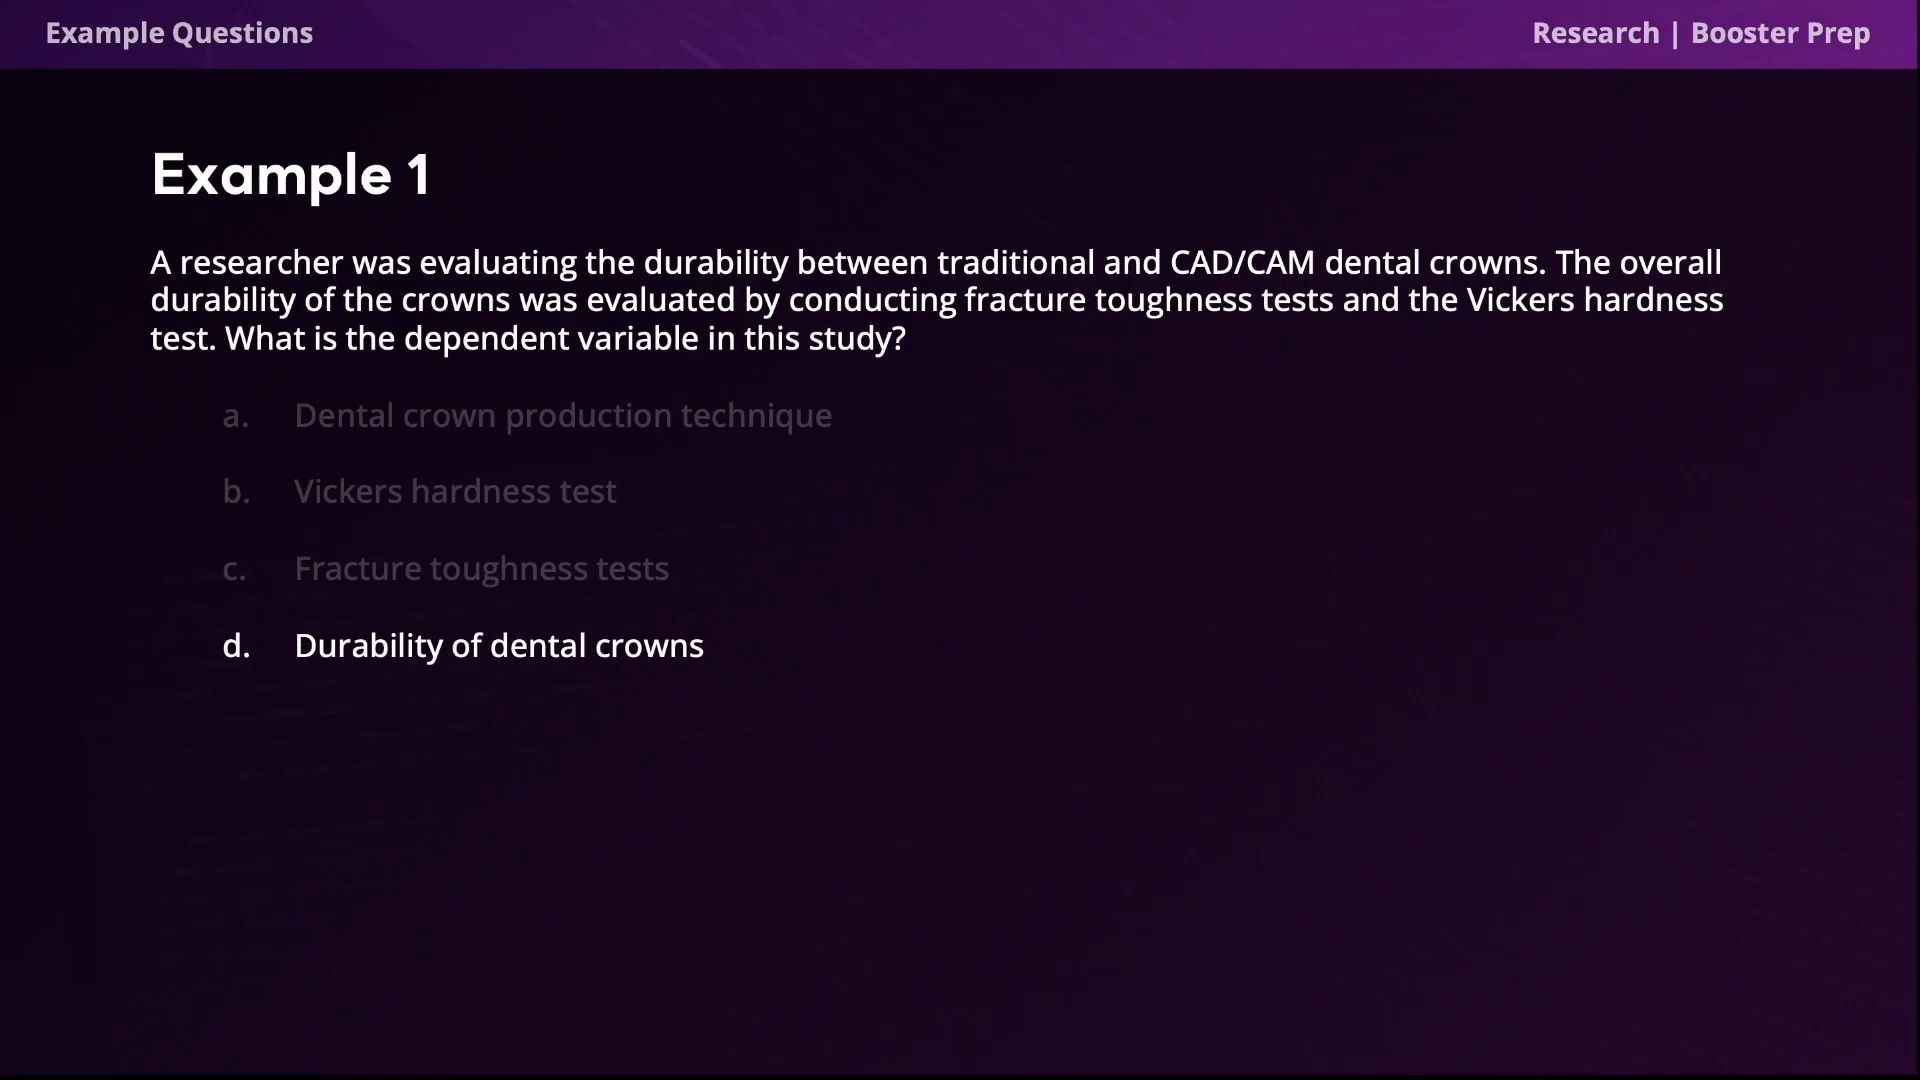 Example Questions
Research | Booster Prep
Example 1
A researcher was evaluating the durability between traditional and CAD/CAM dental crowns. The overall
durability of the crowns was evaluated by conducting fracture toughness tests and the Vickers hardness
test. What is the dependent variable in this study?
a. Dental crown production technique
b. Vickers hardness test
c. Fracture toughness tests
d. Durability of dental crowns